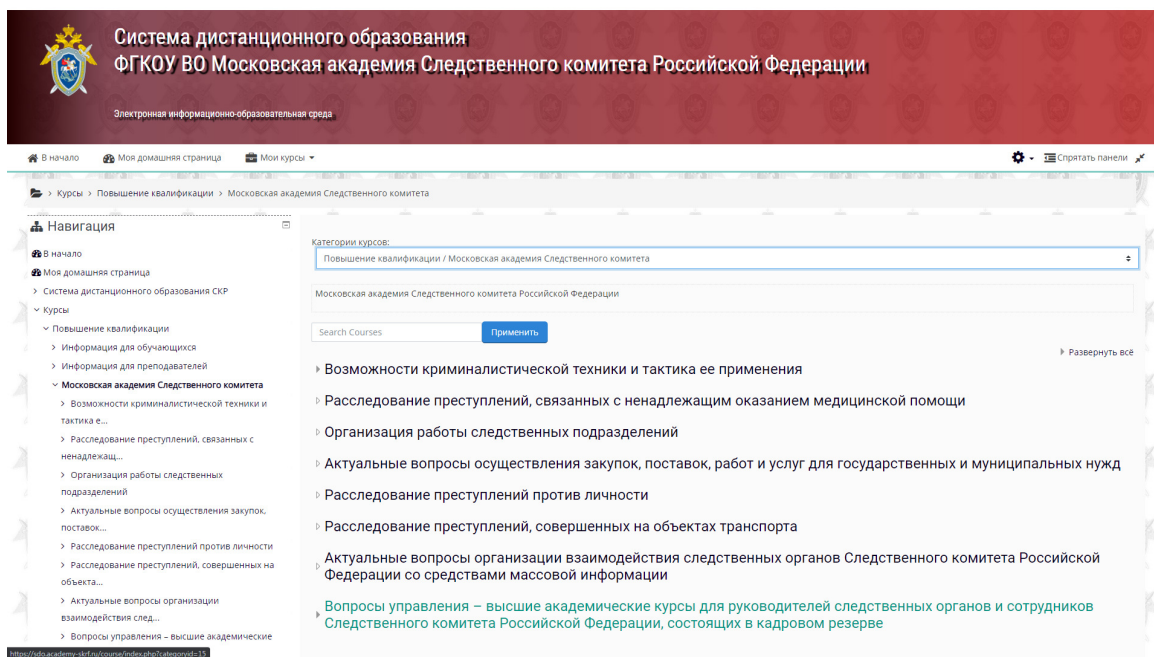 Система дистанционного образования
ФГКОУ ВО Московская академия Следственного комитета Российской Федерации
Электронная информационно-образовательная среда
В начало
Моя домашняя страница
Мои курсы
Спрятать панели
Курсы > Повышение квалификации > Московская академия Следственного комитета
Навигация
В начало
Моя домашняя страница
Система дистанционного образования СКР
Курсы
Повышение квалификации
Информация для обучающихся
Информация для преподавателей
Московская академия Следственного комитета
Возможности криминалистической техники и
тактика е...
Расследование преступлений, связанных с
ненадлежащ...
Организация работы следственных
подразделений
Актуальные вопросы осуществления закупок,
поставок...
Расследование преступлений против личности
Расследование преступлений, совершенных на
объекта...
Актуальные вопросы организации
взаимодействия след...
Вопросы управления – высшие академические
Категории курсов:
Повышение квалификации / Московская академия Следственного комитета
Московская академия Следственного комитета Российской Федерации
Search Courses
Применить
Развернуть всё
Возможности криминалистической техники и тактика ее применения
Расследование преступлений, связанных с ненадлежащим оказанием медицинской помощи
Организация работы следственных подразделений
Актуальные вопросы осуществления закупок, поставок, работ и услуг для государственных и муниципальных нужд
Расследование преступлений против личности
Расследование преступлений, совершенных на объектах транспорта
Актуальные вопросы организации взаимодействия следственных органов Следственного комитета Российской
Федерации со средствами массовой информации
Вопросы управления – высшие академические курсы для руководителей следственных органов и сотрудников
Следственного комитета Российской Федерации, состоящих в кадровом резерве
https://sdo.academy-skrf.ru/course/index.php?categoryid=15